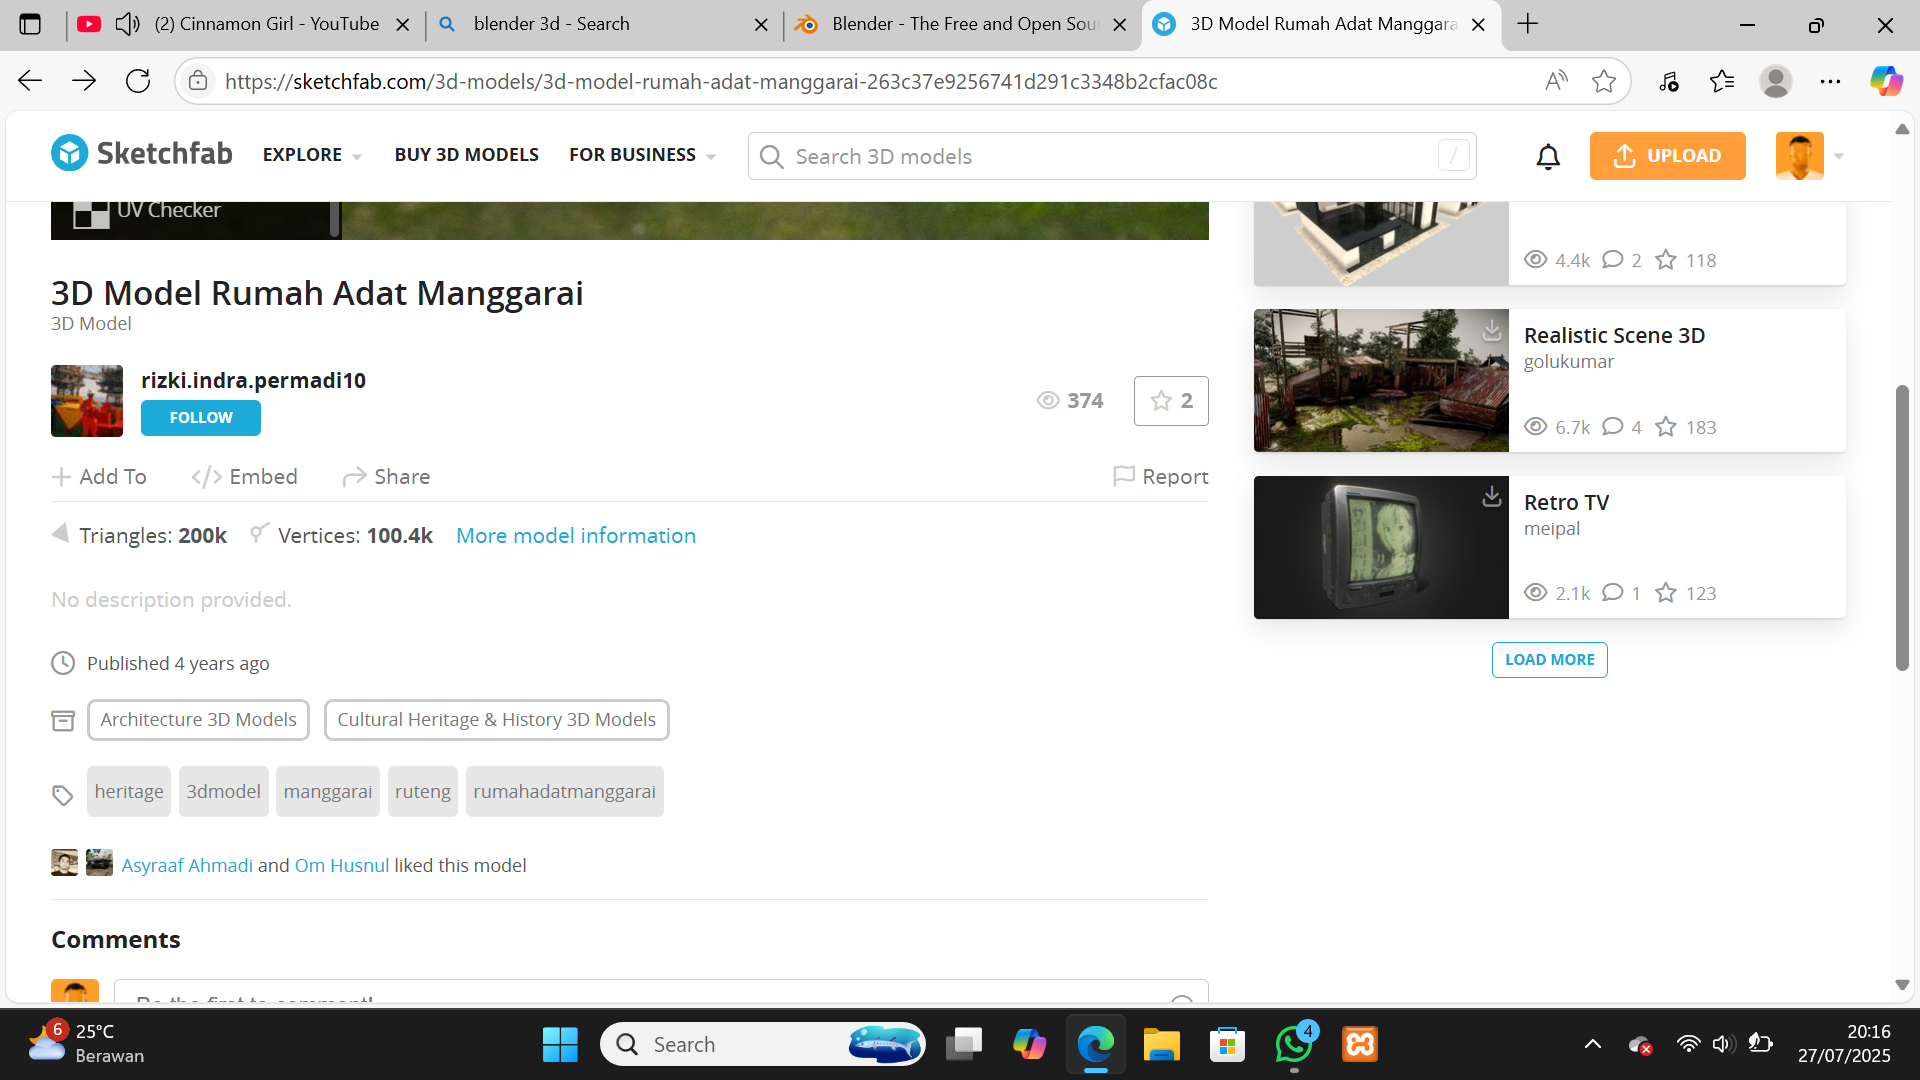 (2) Cinnamon Girl - YouTube
blender 3d - Search
Blender - The Free and Open Sou
3D Model Rumah Adat Manggara
https://sketchfab.com/3d-models/3d-model-rumah-adat-manggarai-263c37e9256741d291c3348b2cfac08c
Sketchfab
EXPLORE
BUY 3D MODELS
FOR BUSINESS
Search 3D models
/
UPLOAD
UV Checker
3D Model Rumah Adat Manggarai
3D Model
rizki.indra.permadi10
FOLLOW
374
2
Add To
Embed
Share
Report
Triangles: 200k
Vertices: 100.4k
More model information
No description provided.
Published 4 years ago
Architecture 3D Models
Cultural Heritage & History 3D Models
heritage
3dmodel
manggarai
ruteng
rumahadatmanggarai
Asyraaf Ahmadi and Om Husnul liked this model
Comments
Be the first to comment!
4.4k
2
118
Realistic Scene 3D
golukumar
6.7k
4
183
Retro TV
meipal
2.1k
1
123
LOAD MORE
6
25°C
Berawan
Search
4
20:16
27/07/2025